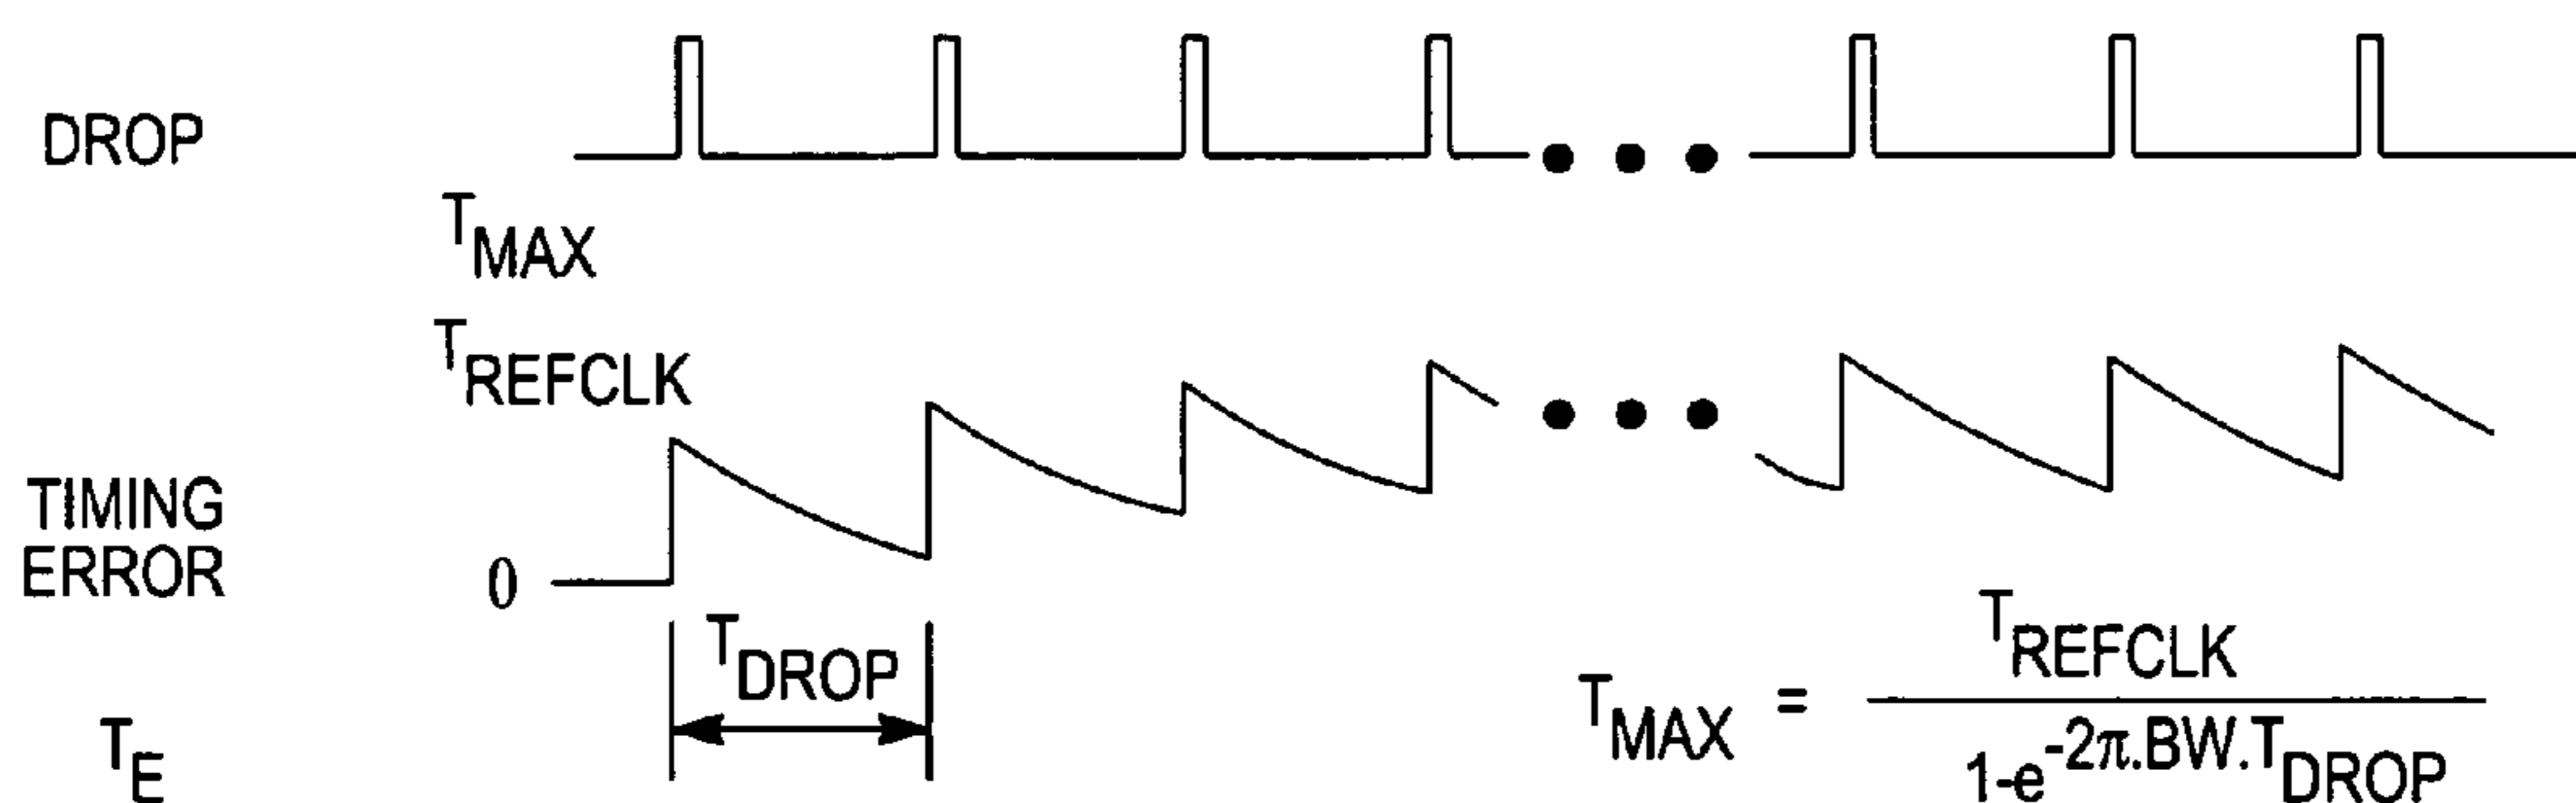 DROP
T_MAX
T_REFCLK
TIMING
ERROR
0
T_DROP
T_E
T_MAX = T_REFCLK / 1-e^-2π.BW.T_DROP